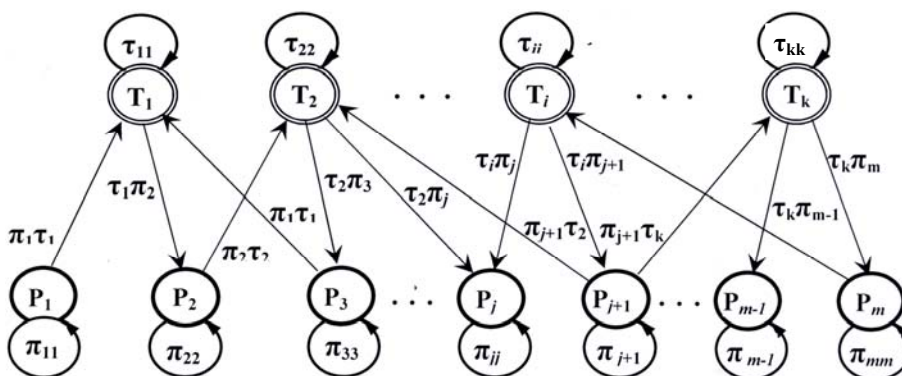 τ₁₁ τ₂₂ τᵢᵢ τₖₖ
T₁ T₂ . . . Tᵢ . . . Tₖ
π₁τ₁ τ₁π₂ π₂τ₂ π₁τ₁ τ₂π₃ τ₂πⱼ τᵢπⱼ τᵢπⱼ₊₁ πⱼ₊₁τ₂ πⱼ₊₁τₖ τₖπₘ₋₁ τₖπₘ
P₁ P₂ P₃ . . . Pⱼ Pⱼ₊₁ . . . Pₘ₋₁ Pₘ
π₁₁ π₂₂ π₃₃ πⱼⱼ πⱼ₊₁ πₘ₋₁ πₘₘ